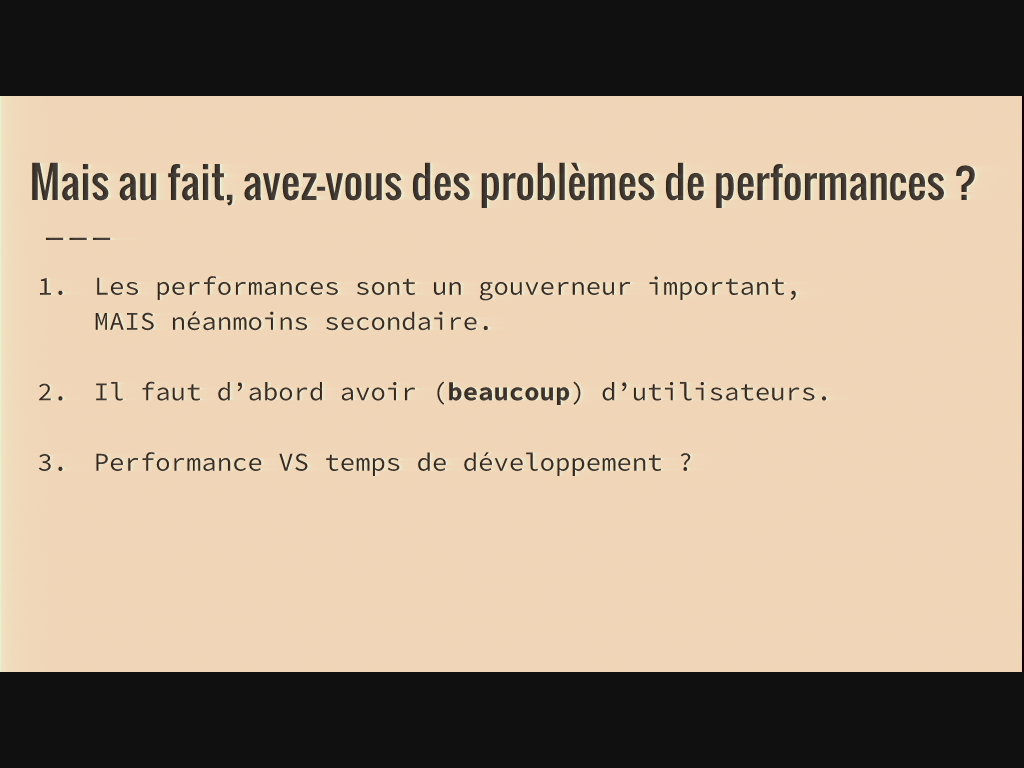 Mais au fait, avez-vous des problèmes de performances ?
1. Les performances sont un gouverneur important,
MAIS néanmoins secondaire.
2. Il faut d’abord avoir (beaucoup) d’utilisateurs.
3. Performance VS temps de développement ?